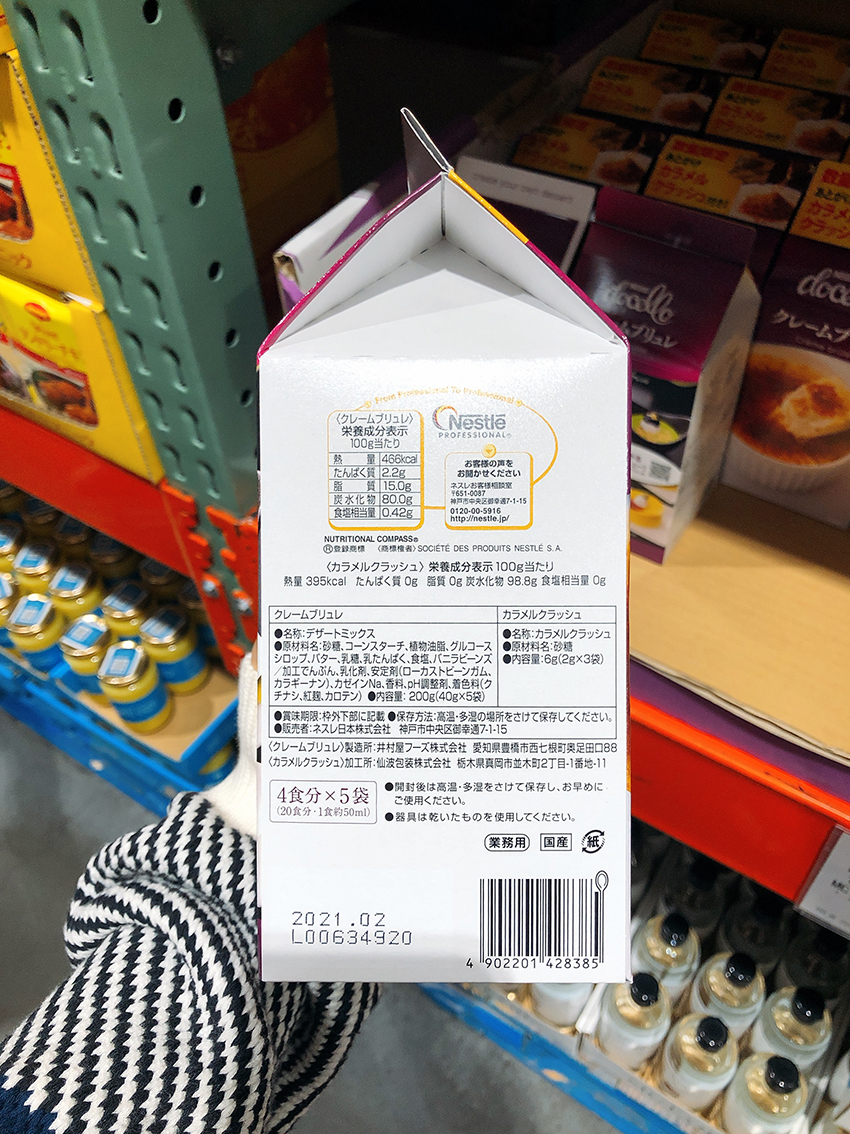 From Professional To Professional
〈クレームブリュレ〉
栄養成分表示
100g当たり
熱 量 466kcal
たんぱく質 2.2g
脂 質 15.0g
炭水化物 80.0g
食塩相当量 0.42g
Nestlé
PROFESSIONAL®
お客様の声を
お聞かせください
ネスレお客様相談室
〒651-0087
神戸市中央区御幸通7-1-15
0120-00-5916
http://nestle.jp/
NUTRITIONAL COMPASS®
Ⓡ登録商標 〈商標権者〉SOCIÉTÉ DES PRODUITS NESTLÉ S.A.
〈カラメルクラッシュ〉栄養成分表示 100g当たり
熱量 395kcal たんぱく質 0g 脂質 0g 炭水化物 98.8g 食塩相当量 0g
クレームブリュレ
●名称:デザートミックス
●原材料名:砂糖、コーンスターチ、植物油脂、グルコース
シロップ、バター、乳糖、乳たんぱく、食塩、バニラビーンズ
/加工でんぷん、乳化剤、安定剤(ローカストビーンガム、
カラギーナン)、カゼインNa、香料、pH調整剤、着色料(ク
チナシ、紅麹、カロテン) ●内容量:200g(40g×5袋)
カラメルクラッシュ
●名称:カラメルクラッシュ
●原材料名:砂糖
●内容量:6g(2g×3袋)
●賞味期限:枠外下部に記載 ●保存方法:高温・多湿の場所をさけて保存してください。
●販売者:ネスレ日本株式会社 神戸市中央区御幸通7-1-15
〈クレームブリュレ〉製造所:井村屋フーズ株式会社 愛知県豊橋市西七根町奥足田口88
〈カラメルクラッシュ〉加工所:仙波包装株式会社 栃木県真岡市並木町2丁目-1番地-11
4食分×5袋
(20食分・1食約50ml)
●開封後は高温・多湿をさけて保存し、お早めに
ご使用ください。
●器具は乾いたものを使用してください。
業務用 国産 紙
2021.02
L00634920
4 902201 428385
docello
クレームブリュレ
あとがけ
カラメル
クラッシュ付き!